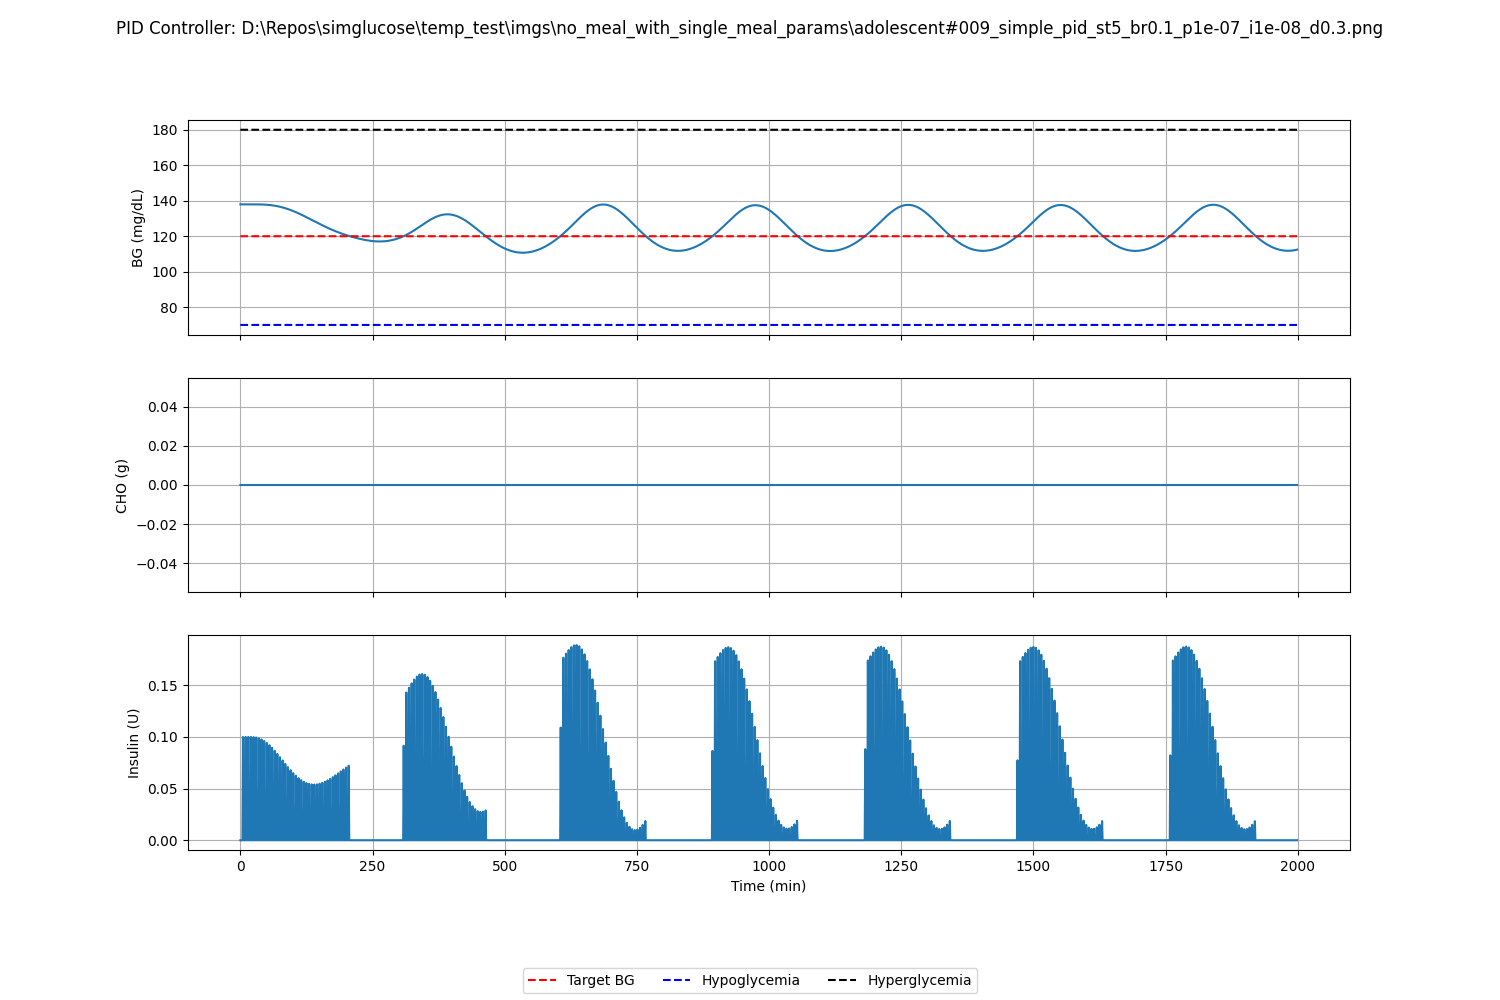 PID Controller: D:\Repos\simglucose\temp_test\imgs\no_meal_with_single_meal_params\adolescent#009_simple_pid_st5_br0.1_p1e-07_i1e-08_d0.3.png
180
160
140
120
100
80
BG (mg/dL)
0.04
0.02
0.00
−0.02
−0.04
CHO (g)
0.15
0.10
0.05
0.00
Insulin (U)
0 250 500 750 1000 1250 1500 1750 2000
Time (min)
Target BG Hypoglycemia Hyperglycemia